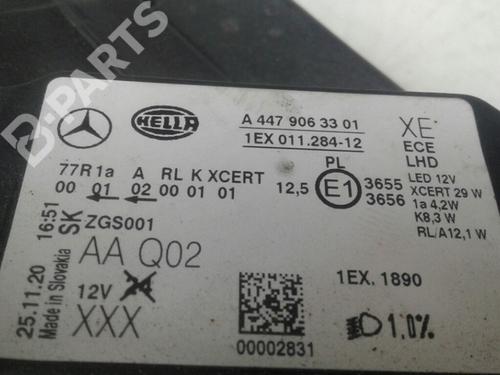 B-PARTS
HELLA
A 447 906 33 01
1EX 011.284-12
XE
ECE
LHD
LED 12V
XCERT 29 W
1a 4,2W
K8,3 W
RL/A12,1 W
77R 1a A RL K XCERT
00 01 02 00 01 01
12,5
PL
E1
3655
3656
25.11.20 16:51
Made in Slovakia SK
ZGS001
AA Q02
12V
XXX
00002831
1EX. 1890
1,0%